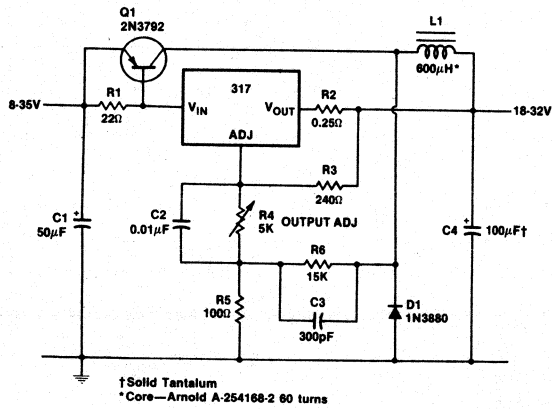 Q1
2N3792
L1
600μH*
8-35V
R1
22Ω
317
VIN
VOUT
ADJ
R2
0.25Ω
18-32V
R3
240Ω
C1
50μF
+
C2
0.01μF
R4
5K
OUTPUT ADJ
R6
15K
C4
+
100μF†
R5
100Ω
C3
300pF
D1
1N3880
†Solid Tantalum
*Core—Arnold A-254168-2 60 turns